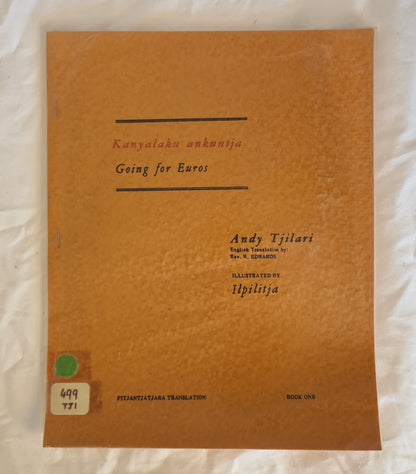 Kanyalaku ankuntja
Going for Euros
Andy Tjilari
English Translation by:
Rev. B. EDWARDS
ILLUSTRATED BY
Ilpilitja
499
TJI
PITJANTJATJARA TRANSLATION
BOOK ONE